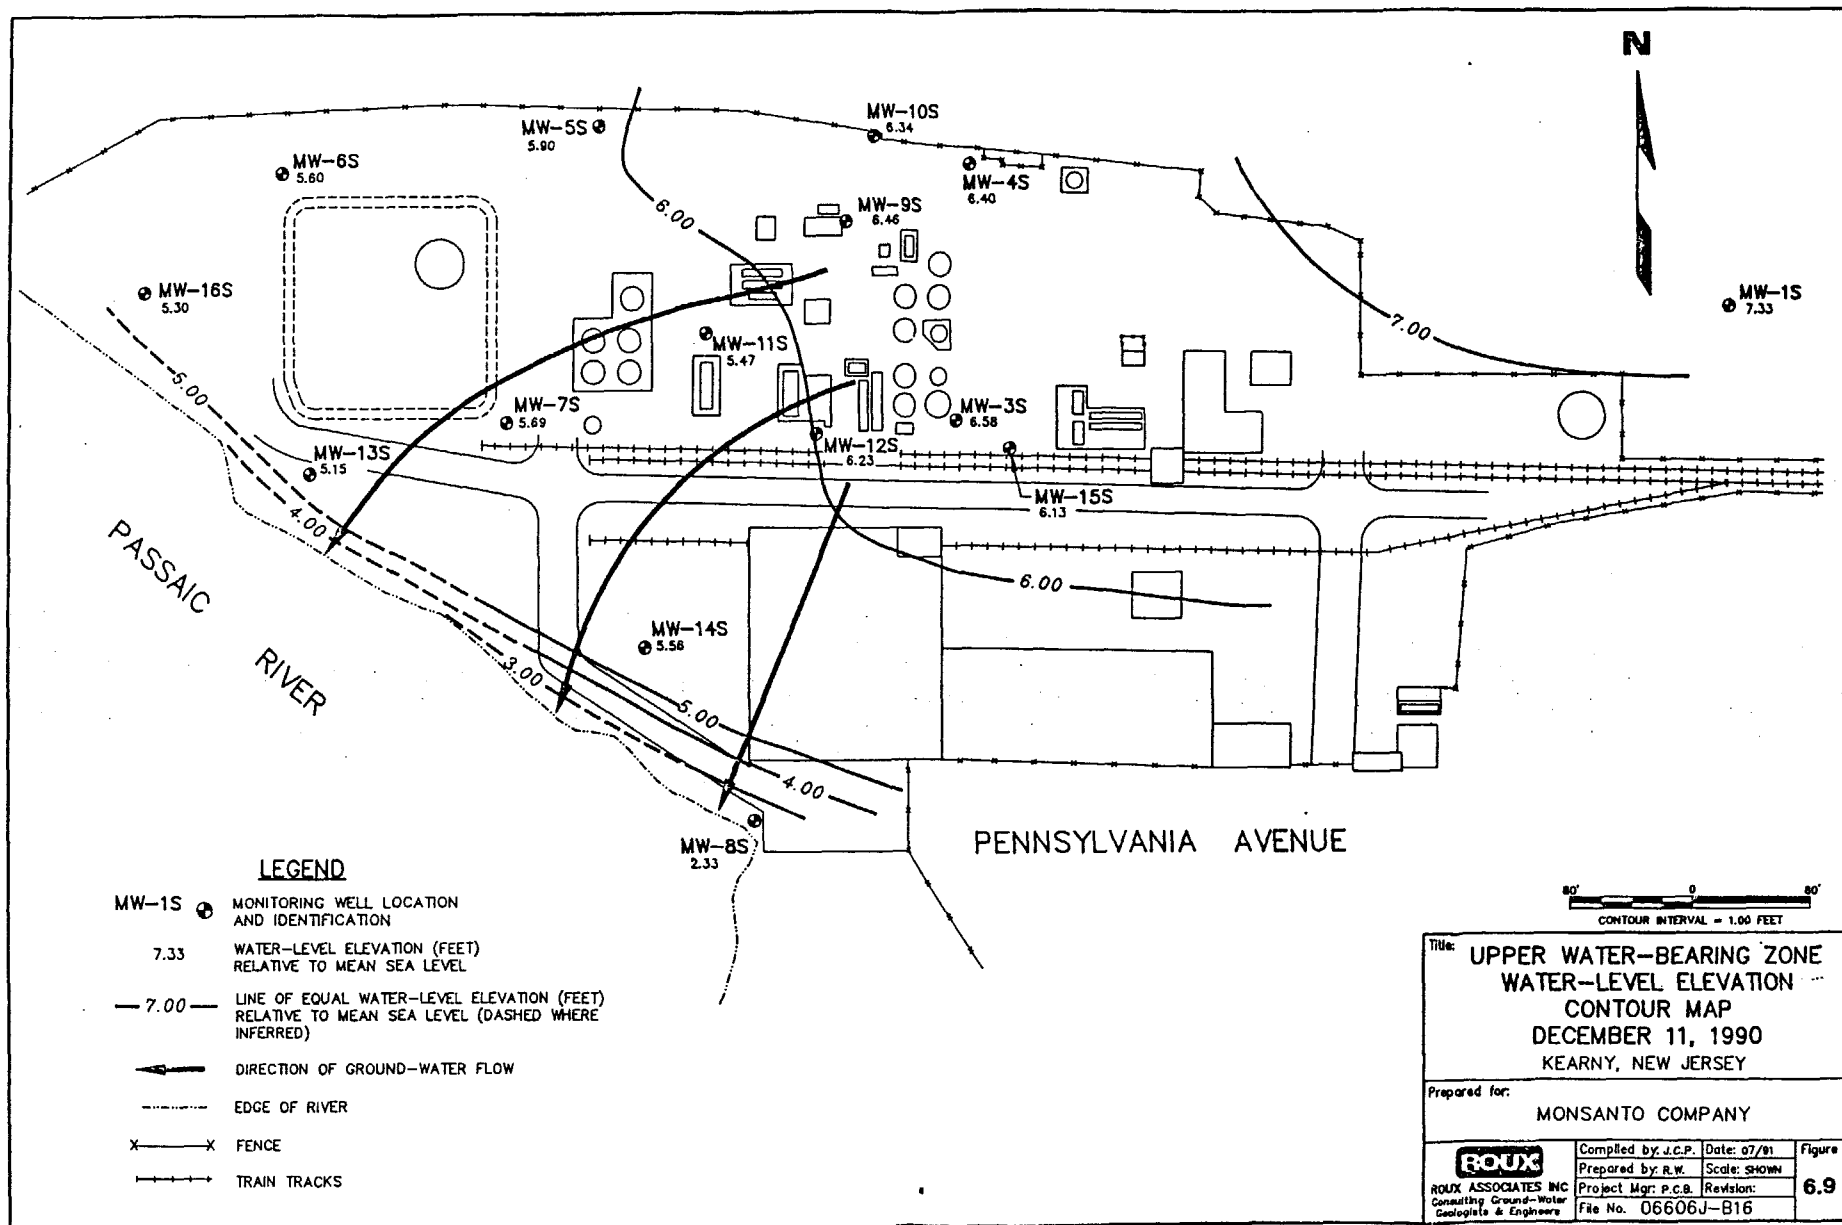 N
MW-10S
6.34
MW-5S
5.90
MW-6S
5.60
MW-4S
6.40
MW-9S
6.46
6.00
MW-16S
5.30
MW-1S
7.33
7.00
MW-11S
5.47
5.00
MW-7S
5.69
MW-3S
6.58
MW-12S
6.23
MW-13S
5.15
MW-15S
6.13
4.00
PASSAIC
RIVER
6.00
MW-14S
5.56
3.00
5.00
4.00
MW-8S
2.33
PENNSYLVANIA AVENUE
LEGEND
MW-1S MONITORING WELL LOCATION
AND IDENTIFICATION
7.33 WATER-LEVEL ELEVATION (FEET)
RELATIVE TO MEAN SEA LEVEL
7.00 LINE OF EQUAL WATER-LEVEL ELEVATION (FEET)
RELATIVE TO MEAN SEA LEVEL (DASHED WHERE
INFERRED)
DIRECTION OF GROUND-WATER FLOW
EDGE OF RIVER
X X FENCE
TRAIN TRACKS
80' 0 80'
CONTOUR INTERVAL = 1.00 FEET
Title: UPPER WATER-BEARING ZONE
WATER-LEVEL ELEVATION
CONTOUR MAP
DECEMBER 11, 1990
KEARNY, NEW JERSEY
Prepared for:
MONSANTO COMPANY
ROUX
ROUX ASSOCIATES INC
Consulting Ground-Water
Geologists & Engineers
Compiled by: J.C.P. Date: 07/91
Prepared by: R.W. Scale: SHOWN
Project Mgr: P.C.B. Revision:
File No. 06606J-B16
Figure
6.9